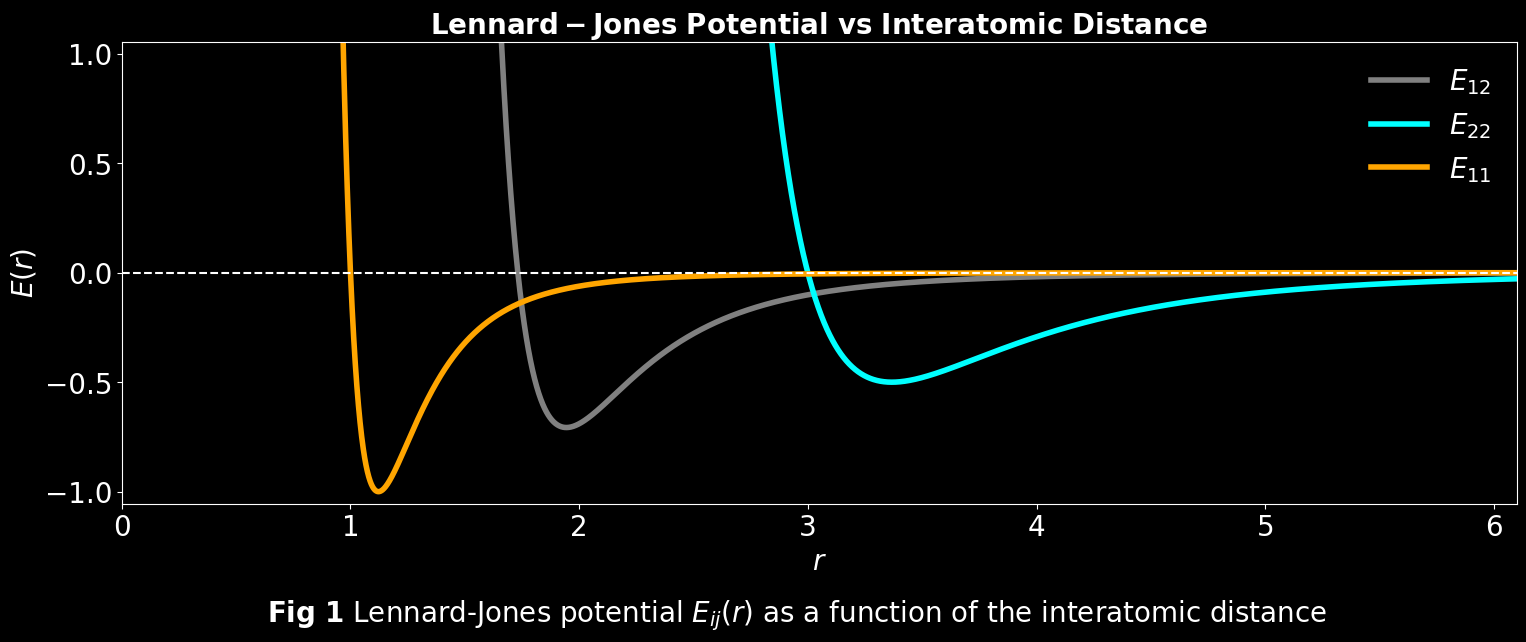 Lennard−Jones Potential vs Interatomic Distance
1.0
0.5
0.0
−0.5
−1.0
E(r)
E12
E22
E11
0 1 2 3 4 5 6
r
Fig 1 Lennard-Jones potential Eij(r) as a function of the interatomic distance